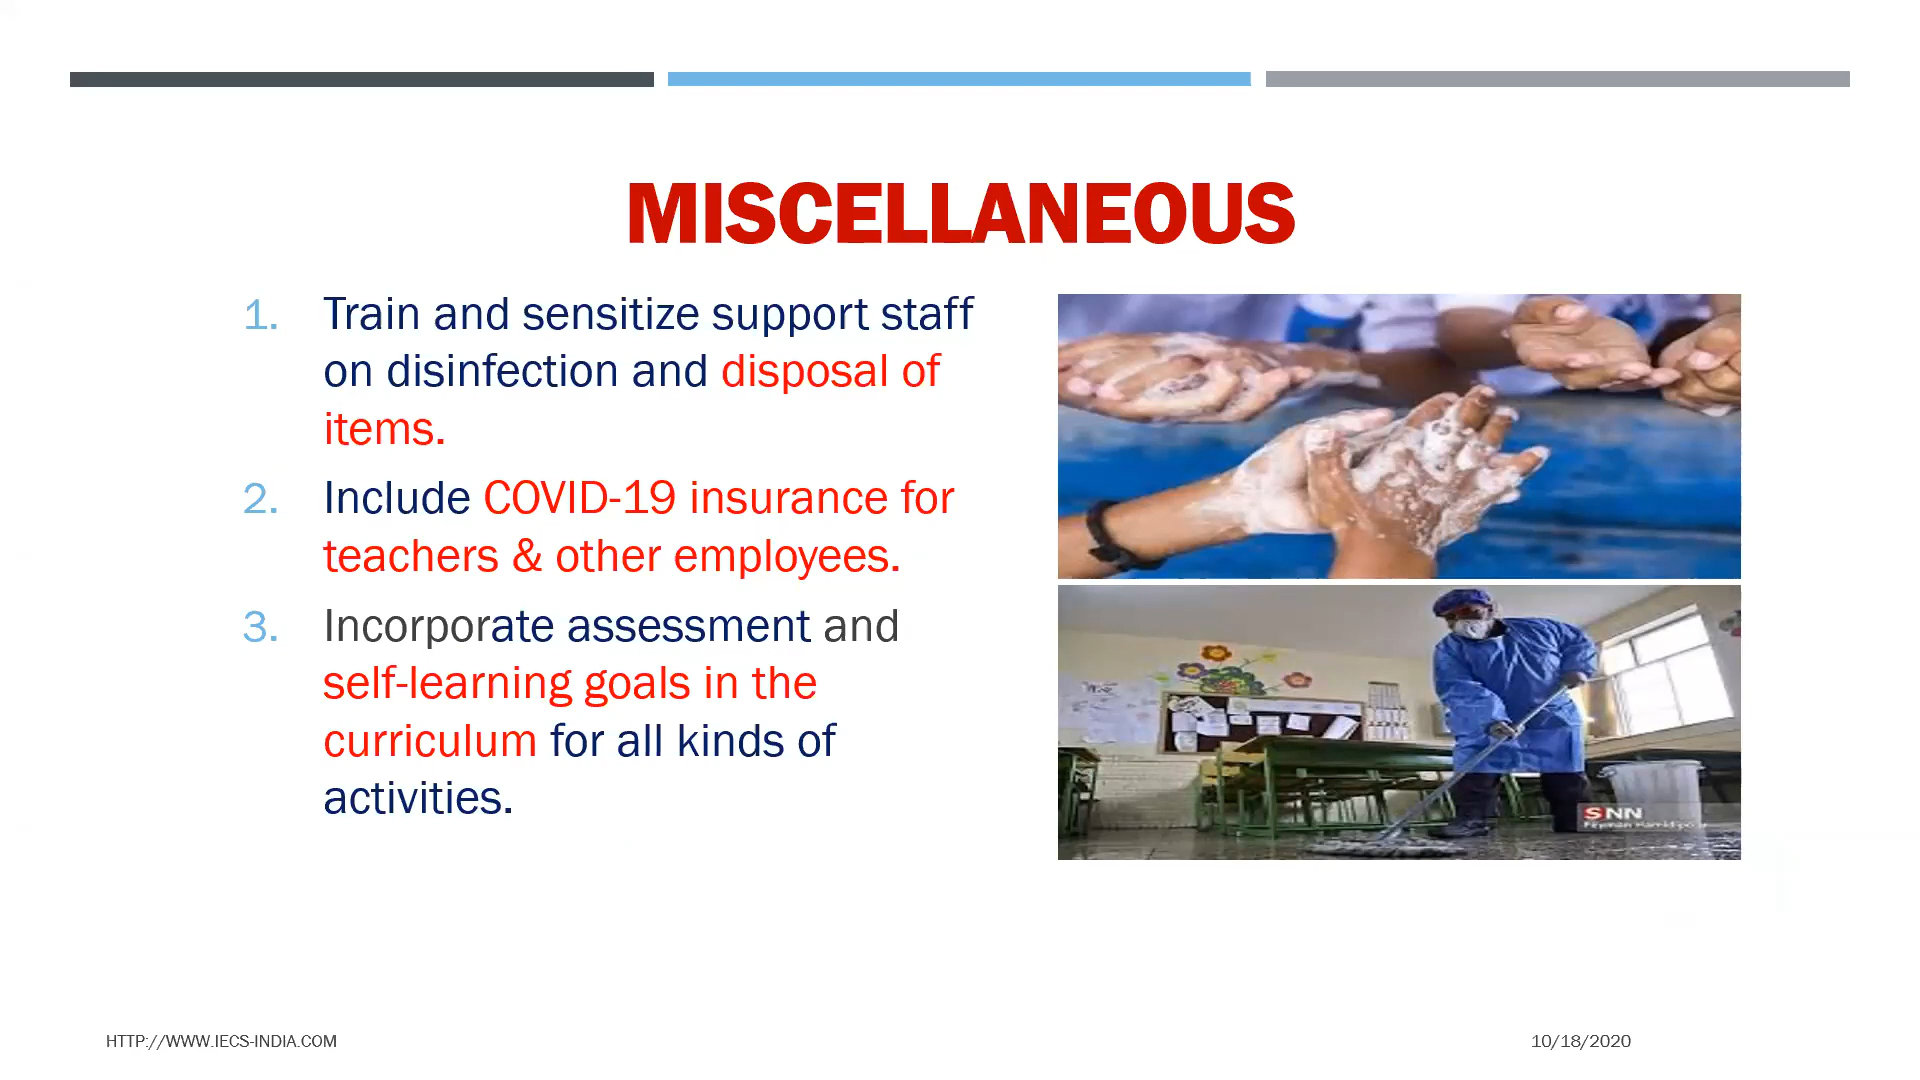 MISCELLANEOUS
1. Train and sensitize support staff
on disinfection and disposal of
items.
2. Include COVID-19 insurance for
teachers & other employees.
3. Incorporate assessment and
self-learning goals in the
curriculum for all kinds of
activities.
SNN
HTTP://WWW.IECS-INDIA.COM
10/18/2020